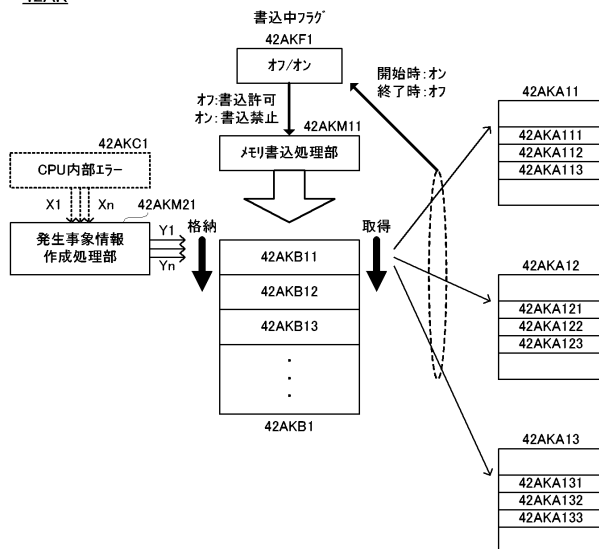 42AK
書込中フラグ
42AKF1
オフ/オン
開始時:オン
終了時:オフ
オフ:書込許可
オン:書込禁止
42AKM11
メモリ書込処理部
42AKC1
CPU内部エラー
X1
Xn
42AKM21
発生事象情報
作成処理部
Y1
Yn
格納
取得
42AKB11
42AKB12
42AKB13
・
・
・
42AKB1
42AKA11
42AKA111
42AKA112
42AKA113
42AKA12
42AKA121
42AKA122
42AKA123
42AKA13
42AKA131
42AKA132
42AKA133